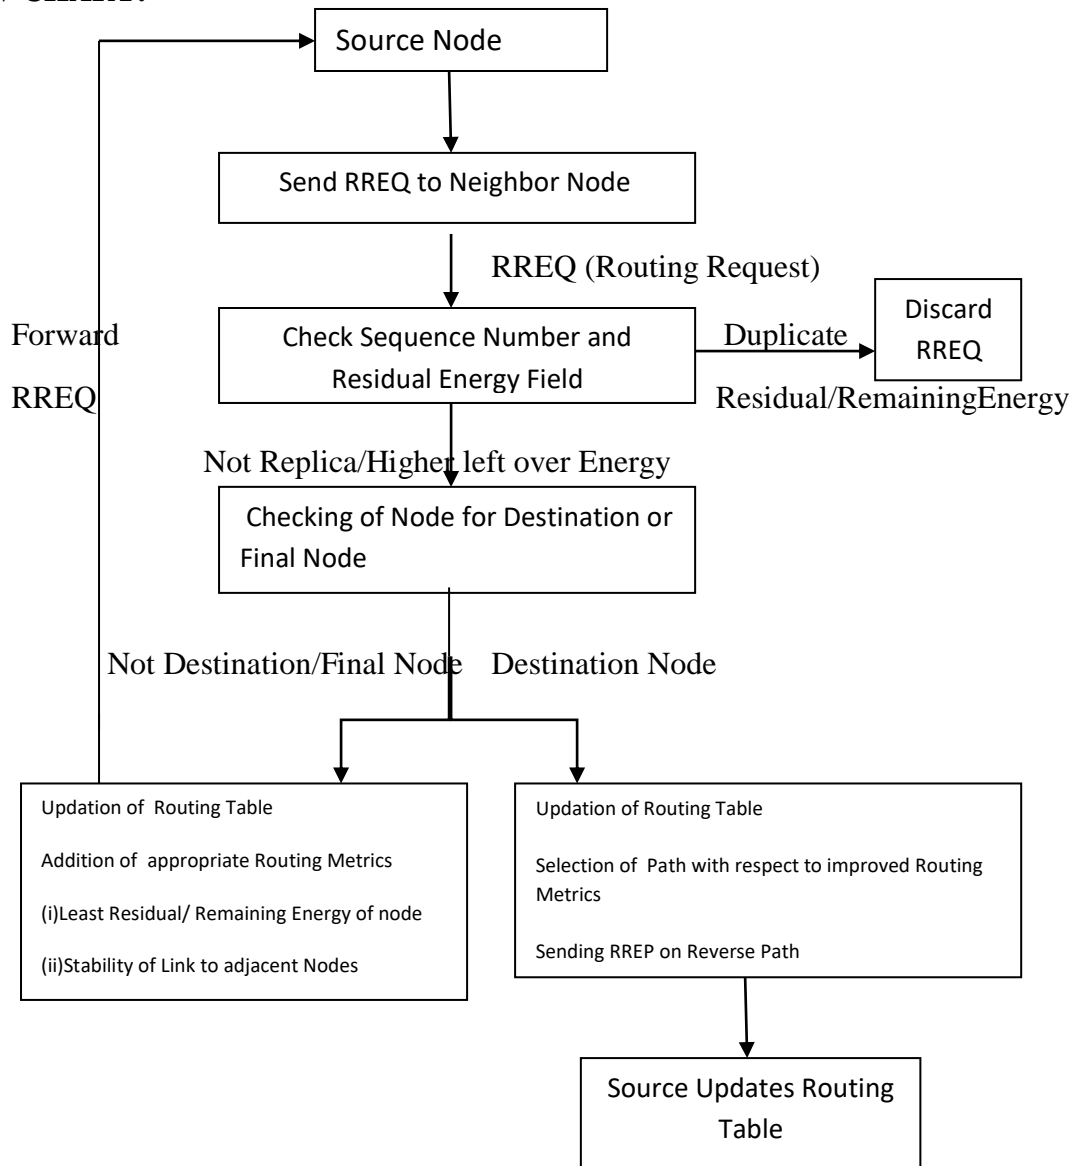 Source Node
Send RREQ to Neighbor Node
RREQ (Routing Request)
Forward
RREQ
Check Sequence Number and
Residual Energy Field
Duplicate
Residual/RemainingEnergy
Discard
RREQ
Not Replica/Higher left over Energy
Checking of Node for Destination or
Final Node
Not Destination/Final Node
Destination Node
Updation of Routing Table
Addition of appropriate Routing Metrics
(i)Least Residual/ Remaining Energy of node
(ii)Stability of Link to adjacent Nodes
Updation of Routing Table
Selection of Path with respect to improved Routing
Metrics
Sending RREP on Reverse Path
Source Updates Routing
Table